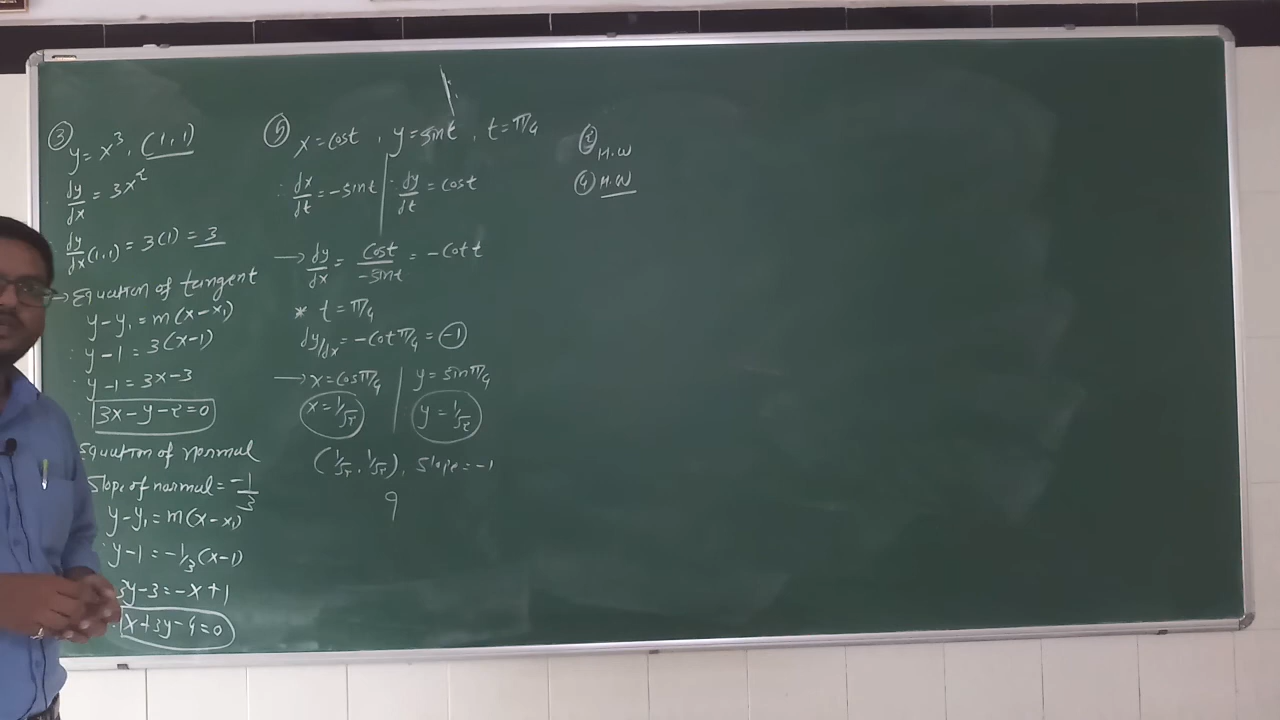 ③ y = x³, (1,1)
∴ dy/dx = 3x²
dy/dx (1,1) = 3(1) = 3
→ Equation of tangent
y - y₁ = m(x - x₁)
∴ y - 1 = 3(x - 1)
∴ y - 1 = 3x - 3
∴ 3x - y - 2 = 0
Equation of normal
Slope of normal = -1/3
y - y₁ = m(x - x₁)
∴ y - 1 = -1/3 (x - 1)
3y - 3 = -x + 1
∴ x + 3y - 4 = 0
⑤ x = cost , y = sint , t = π/4
∴ dx/dt = -sint | ∴ dy/dt = cost
→ dy/dx = cost/-sint = -cot t
* t = π/4
dy/dx = -cot π/4 = -1
→ x = cos π/4 | y = sin π/4
x = 1/√2 | y = 1/√2
(1/√2, 1/√2), Slope = -1
9
② H.W
④ H.W